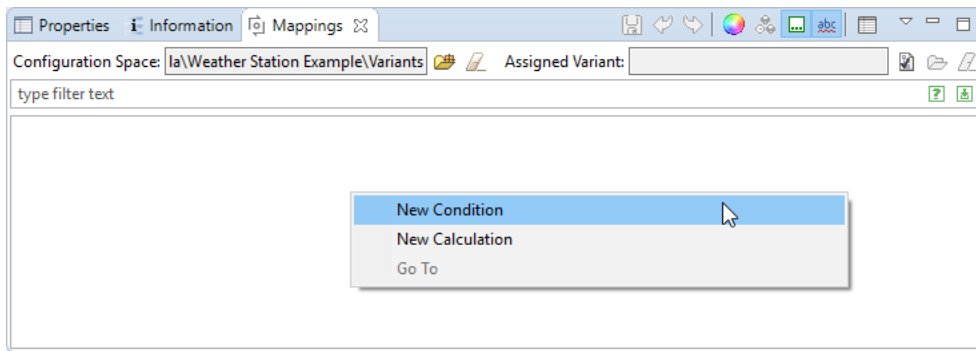 Properties Information Mappings
abc
Configuration Space: la\Weather Station Example\Variants Assigned Variant:
type filter text
New Condition
New Calculation
Go To